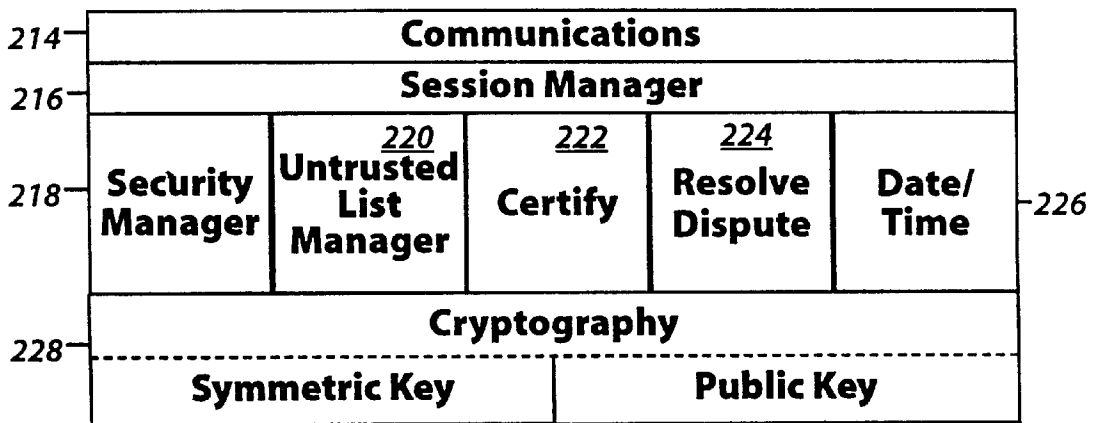 214
Communications
216
Session Manager
218
Security
Manager
220
Untrusted
List
Manager
222
Certify
224
Resolve
Dispute
Date/
Time
226
228
Cryptography
Symmetric Key
Public Key